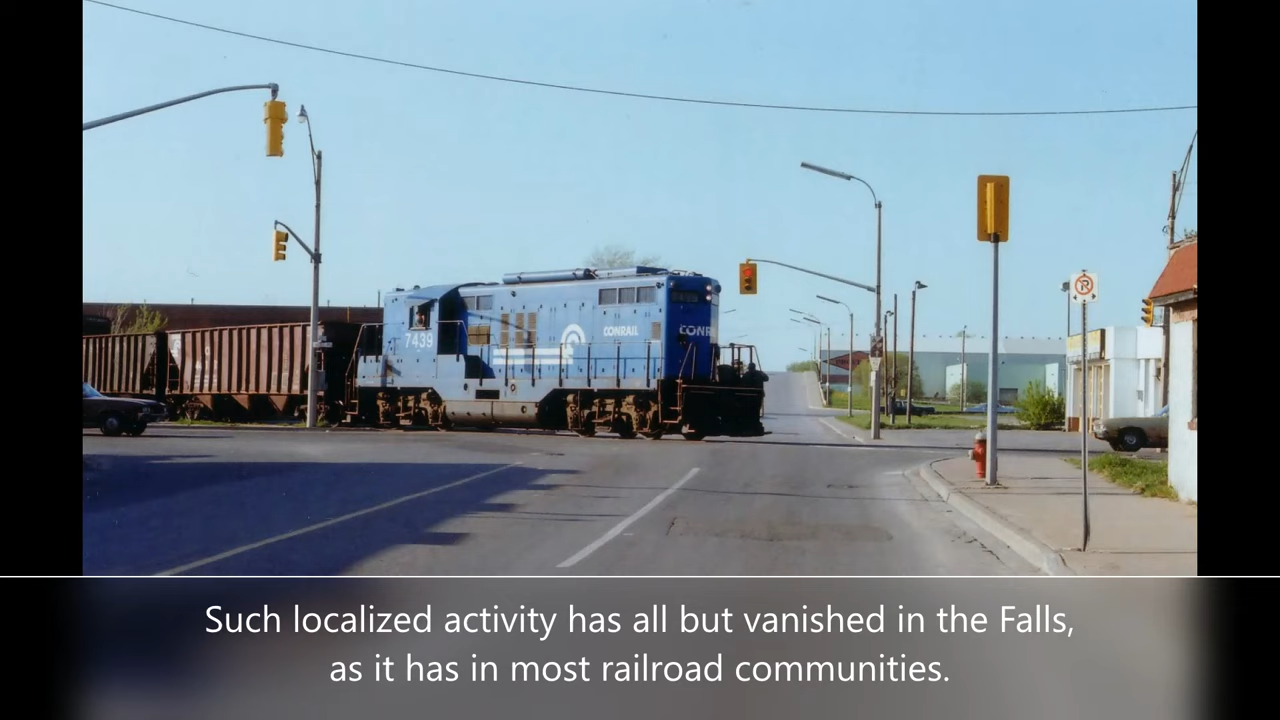 7439
CONRAIL
CONR
Such localized activity has all but vanished in the Falls,
as it has in most railroad communities.